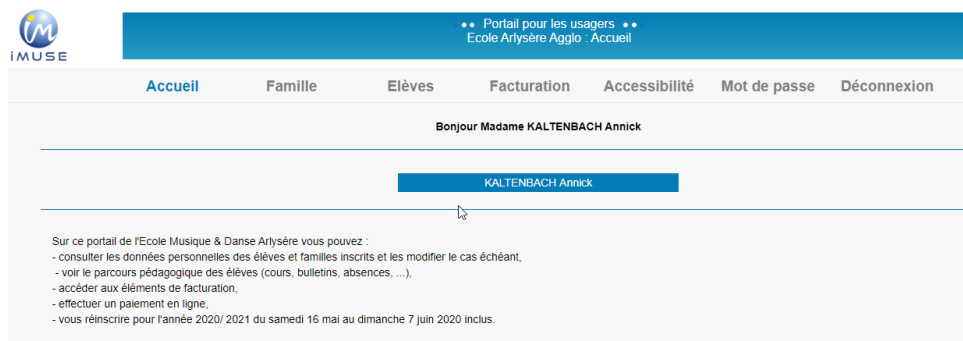 iM
iMUSE
•• Portail pour les usagers ••
Ecole Arlysère Agglo : Accueil
Accueil Famille Elèves Facturation Accessibilité Mot de passe Déconnexion
Bonjour Madame KALTENBACH Annick
KALTENBACH Annick
Sur ce portail de l'Ecole Musique & Danse Arlysère vous pouvez :
- consulter les données personnelles des élèves et familles inscrits et les modifier le cas échéant,
- voir le parcours pédagogique des élèves (cours, bulletins, absences, ...),
- accéder aux éléments de facturation,
- effectuer un paiement en ligne,
- vous réinscrire pour l'année 2020/ 2021 du samedi 16 mai au dimanche 7 juin 2020 inclus.